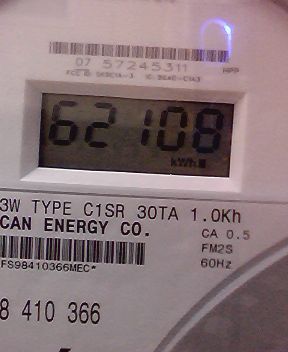 07 57245311
HPP
62108
kWh
3W TYPE C1SR 30TA 1.0Kh
CAN ENERGY CO.
CA 0.5
FM2S
60Hz
FS98410366MEC*
8 410 366